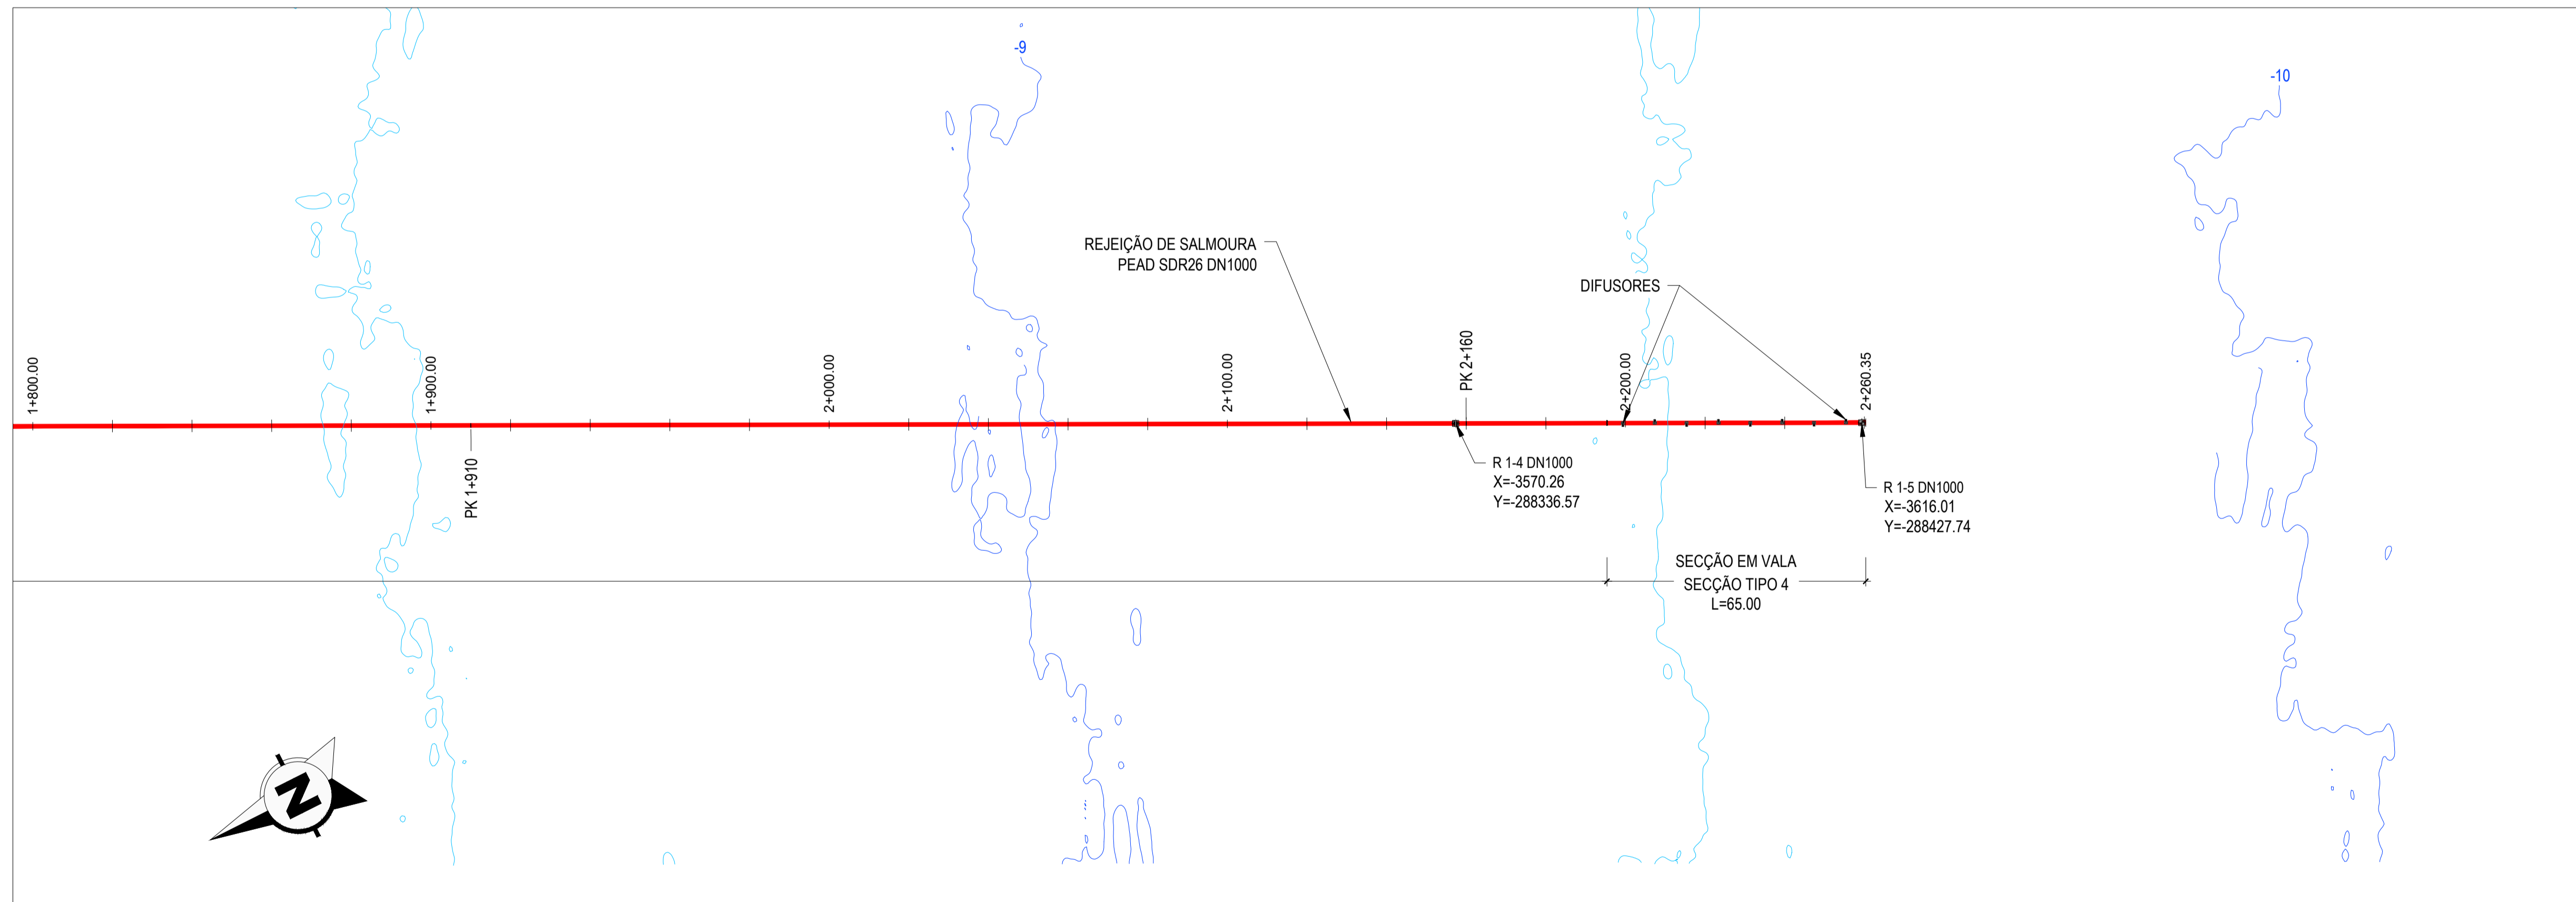 -9
-10
REJEIÇÃO DE SALMOURA
PEAD SDR26 DN1000
DIFUSORES
1+800.00
1+900.00
2+000.00
2+100.00
PK 2+160
2+200.00
2+260.35
PK 1+910
R 1-4 DN1000
X=-3570.26
Y=-288336.57
R 1-5 DN1000
X=-3616.01
Y=-288427.74
SECÇÃO EM VALA
SECÇÃO TIPO 4
L=65.00
N